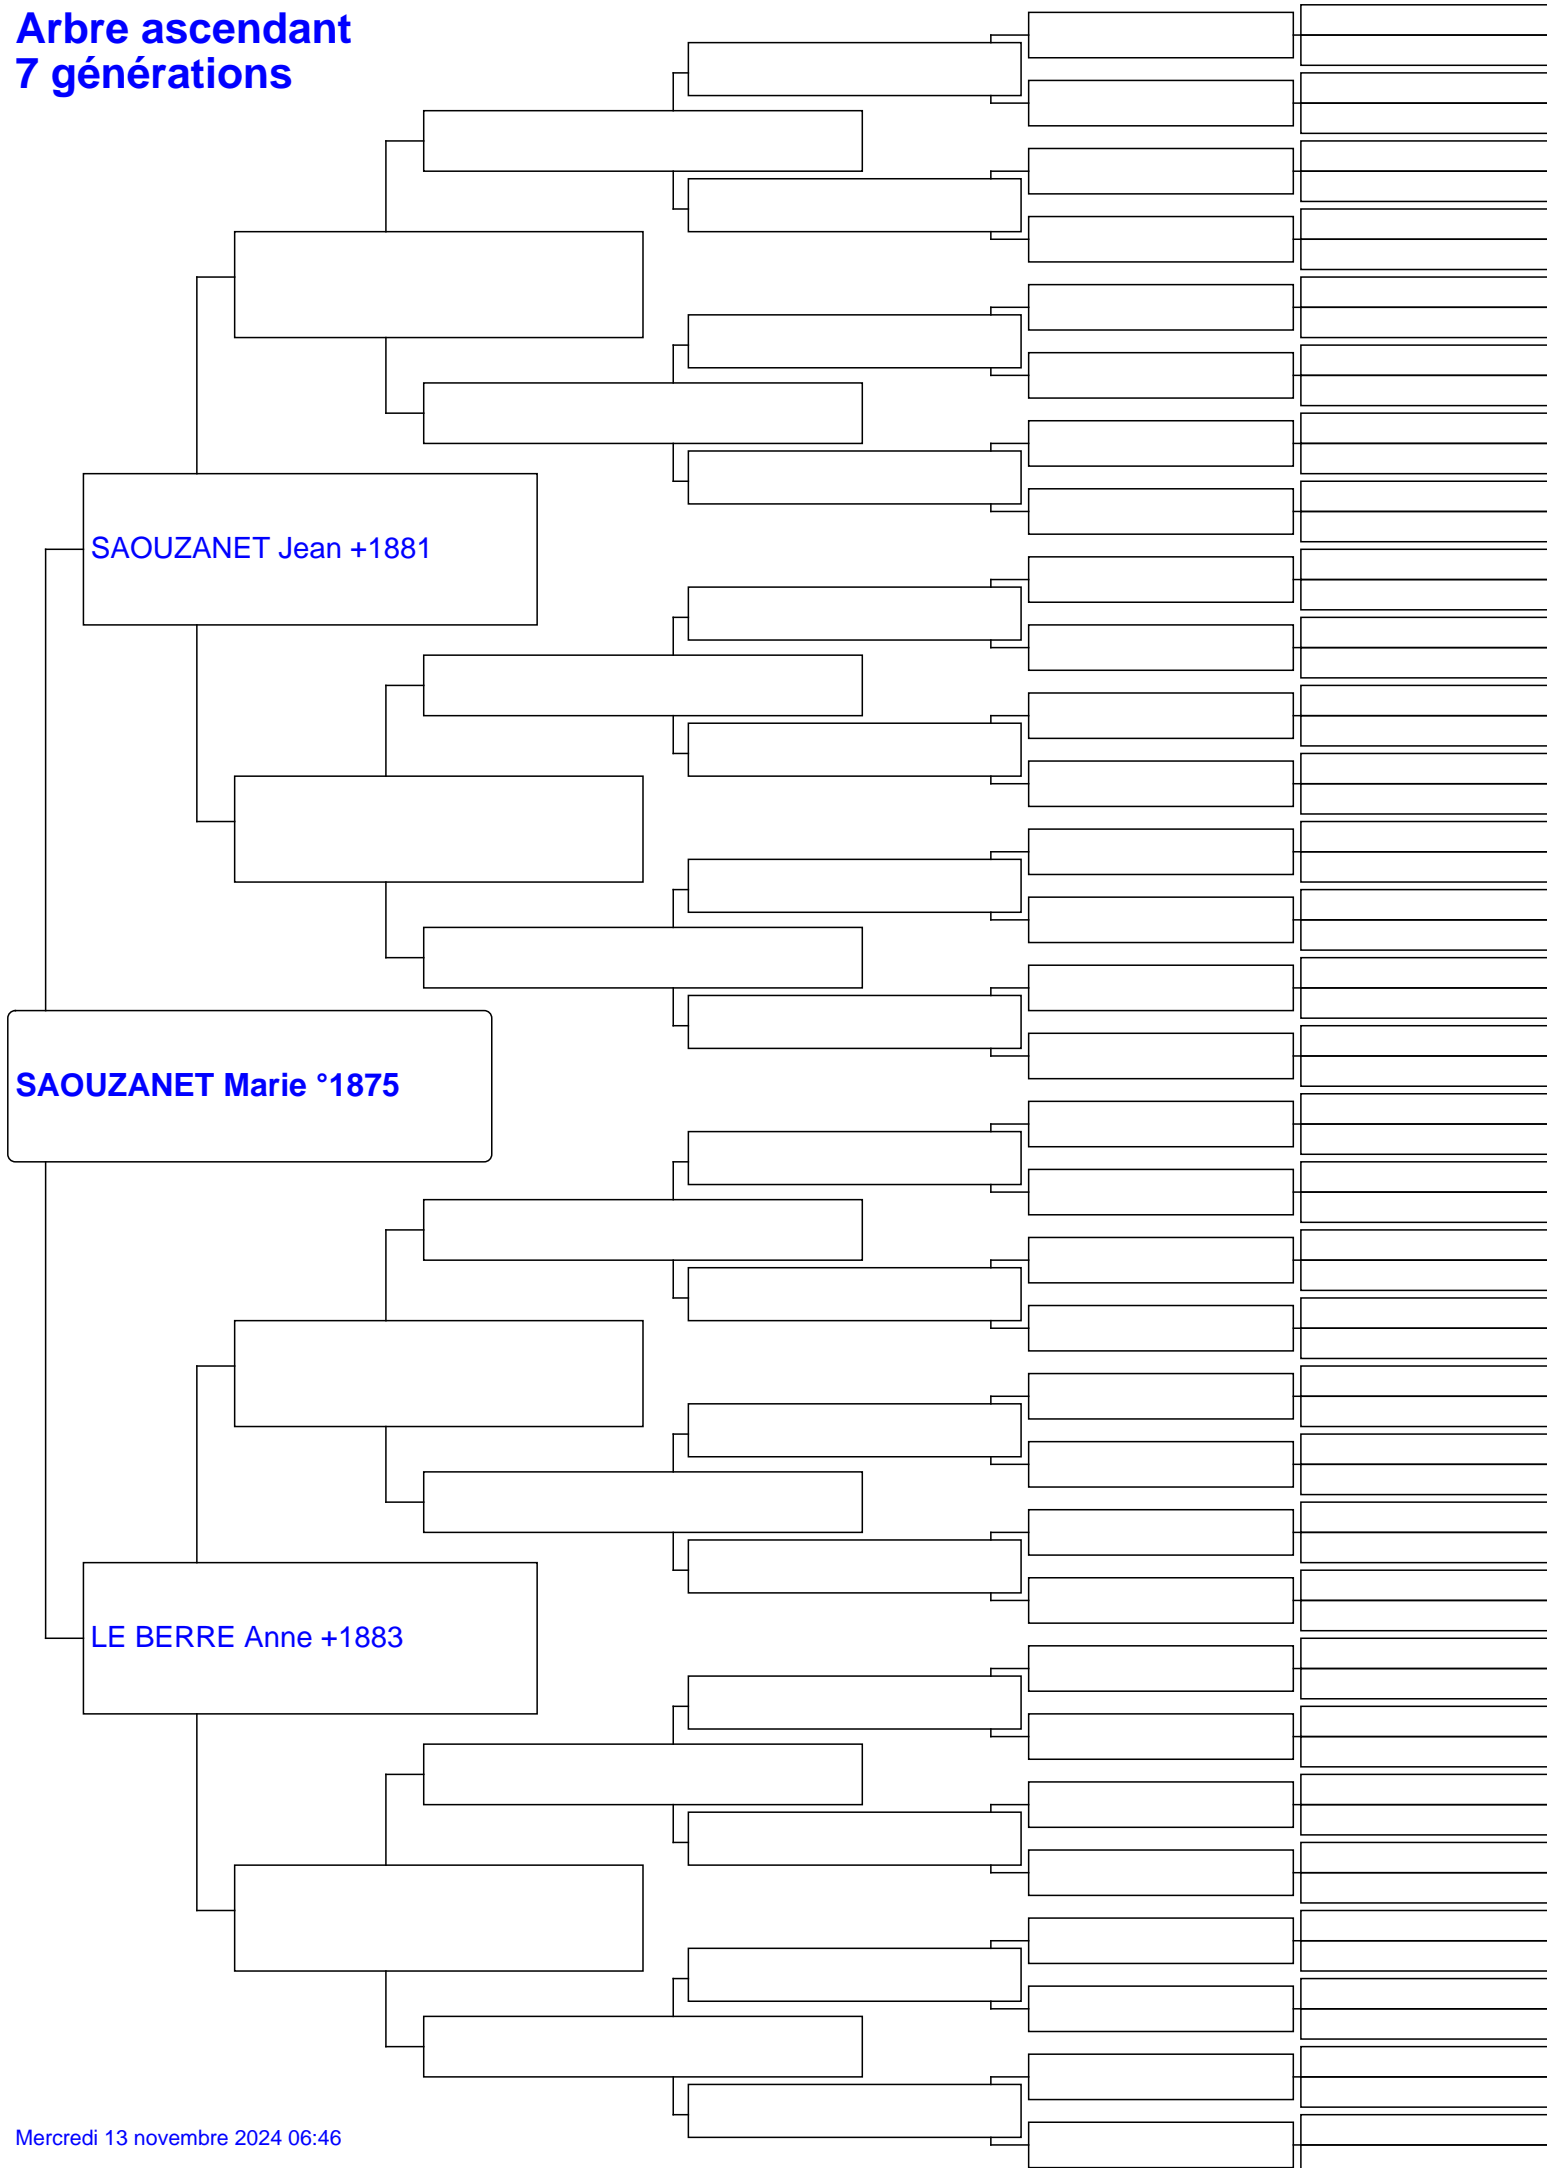 Arbre ascendant
7 générations
SAOUZANET Jean +1881
SAOUZANET Marie °1875
LE BERRE Anne +1883
Mercredi 13 novembre 2024 06:46